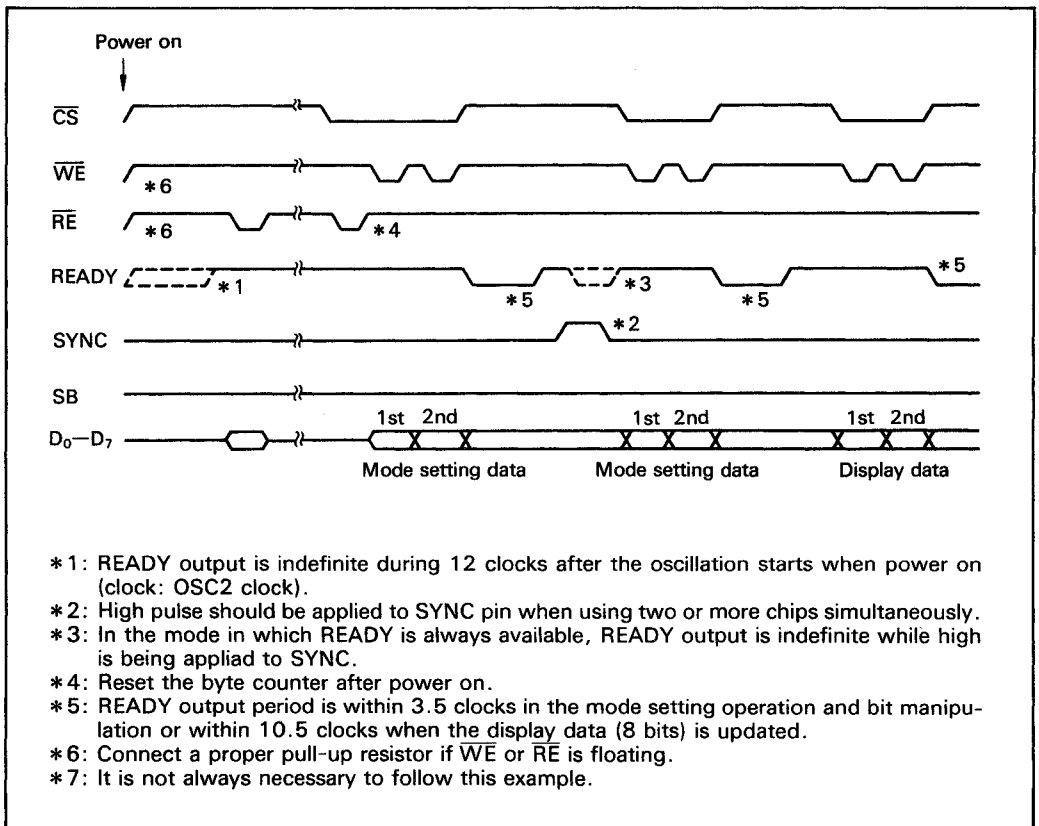 Power on
C̅S̅
W̅E̅
*6
R̅E̅
*6
*4
READY
*1
*5
*3
*5
*5
SYNC
*2
SB
D₀—D₇
1st 2nd
1st 2nd
1st 2nd
Mode setting data
Mode setting data
Display data
*1: READY output is indefinite during 12 clocks after the oscillation starts when power on
(clock: OSC2 clock).
*2: High pulse should be applied to SYNC pin when using two or more chips simultaneously.
*3: In the mode in which READY is always available, READY output is indefinite while high
is being appliad to SYNC.
*4: Reset the byte counter after power on.
*5: READY output period is within 3.5 clocks in the mode setting operation and bit manipu-
lation or within 10.5 clocks when the display data (8 bits) is updated.
*6: Connect a proper pull-up resistor if W̅E̅ or R̅E̅ is floating.
*7: It is not always necessary to follow this example.